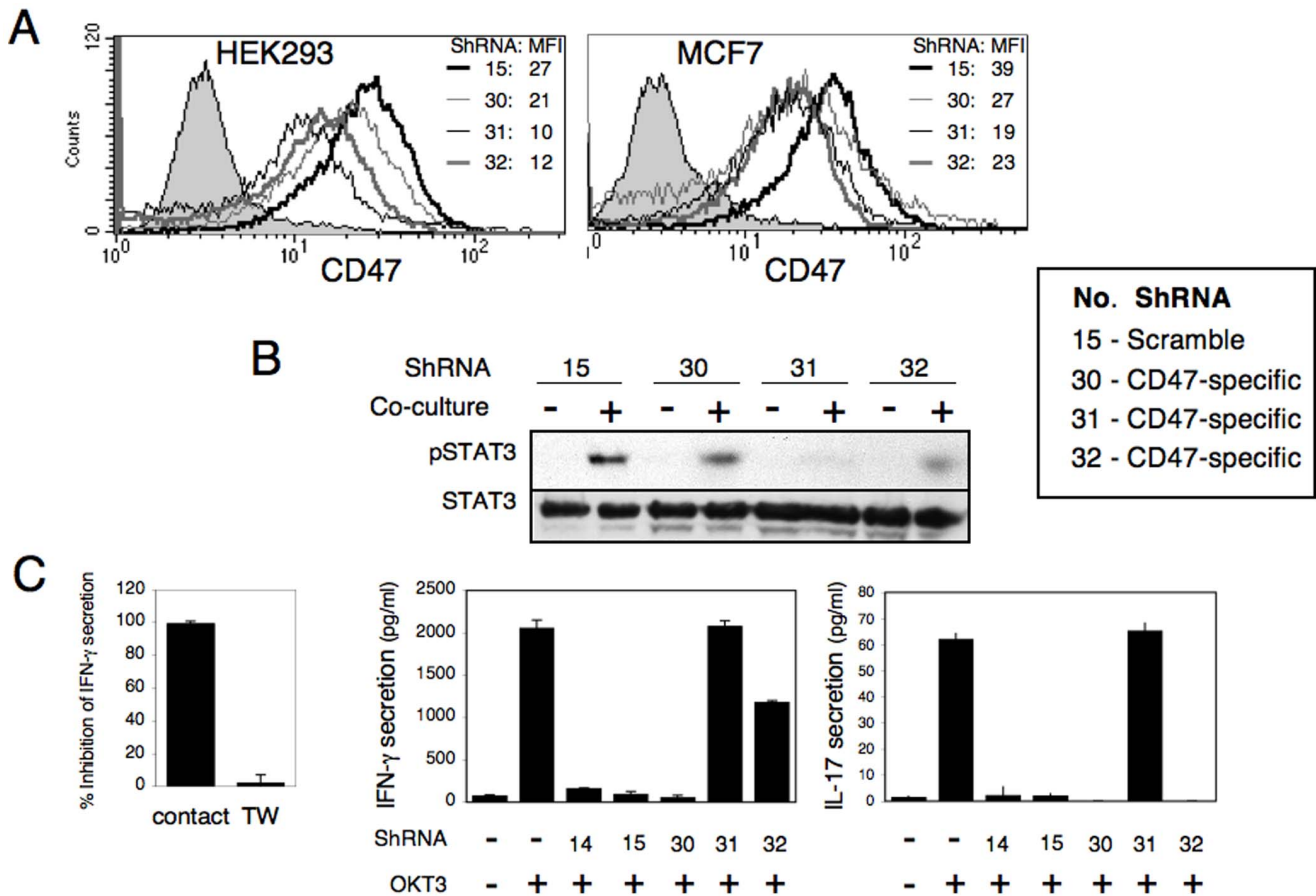 A
HEK293
ShRNA: MFI
15: 27
30: 21
31: 10
32: 12
120
Counts
0
10^0 10^1 10^2
CD47
MCF7
ShRNA: MFI
15: 39
30: 27
31: 19
32: 23
0 10^1 10^2
CD47
No. ShRNA
15 - Scramble
30 - CD47-specific
31 - CD47-specific
32 - CD47-specific
B
ShRNA 15 30 31 32
Co-culture - + - + - + - +
pSTAT3
STAT3
C
% Inhibition of IFN-γ secretion
120
100
80
60
40
20
0
contact TW
IFN-γ secretion (pg/ml)
2500
2000
1500
1000
500
0
ShRNA - - 14 15 30 31 32
OKT3 - + + + + + +
IL-17 secretion (pg/ml)
80
70
60
50
40
30
20
10
0
- - 14 15 30 31 32
- + + + + + +